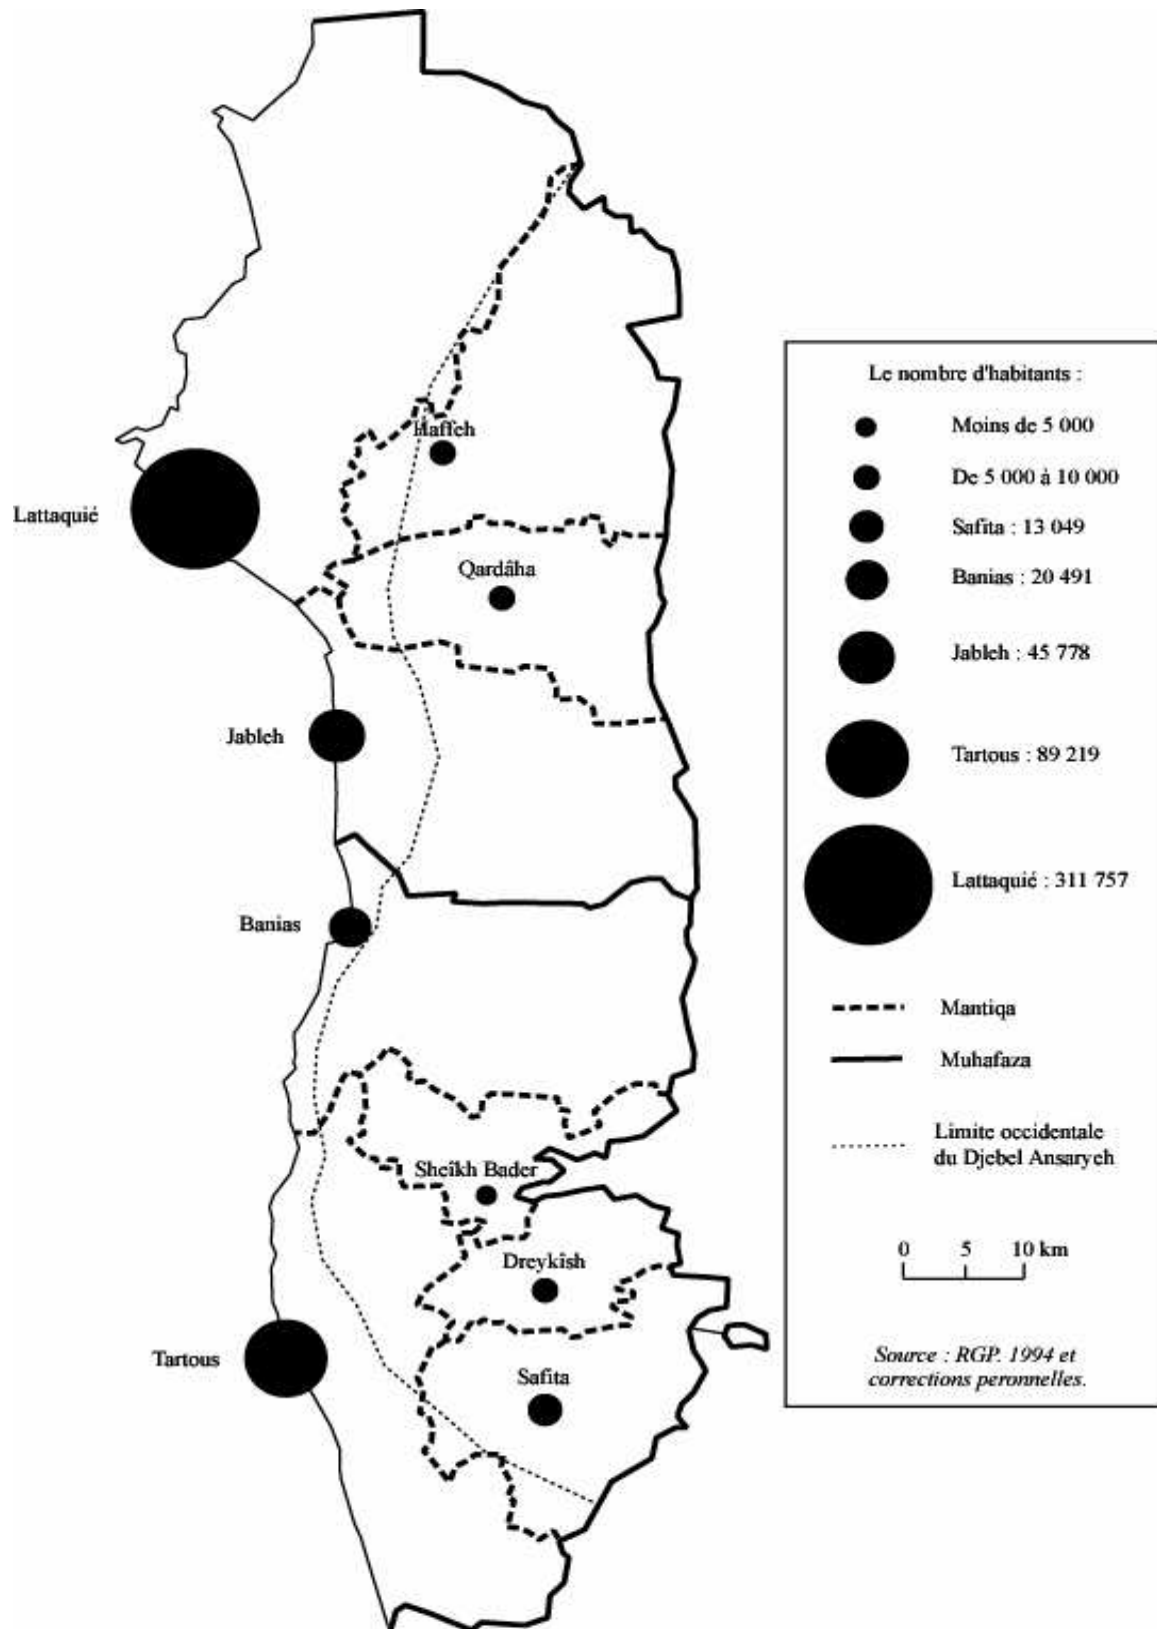 Haffeh
Lattaquié
Qardâha
Jableh
Banias
Sheîkh Bader
Dreykîsh
Tartous
Safita
Le nombre d'habitants :
Moins de 5 000
De 5 000 à 10 000
Safita : 13 049
Banias : 20 491
Jableh : 45 778
Tartous : 89 219
Lattaquié : 311 757
Mantiqa
Muhafaza
Limite occidentale
du Djebel Ansaryeh
0 5 10 km
Source : RGP. 1994 et
corrections peronnelles.